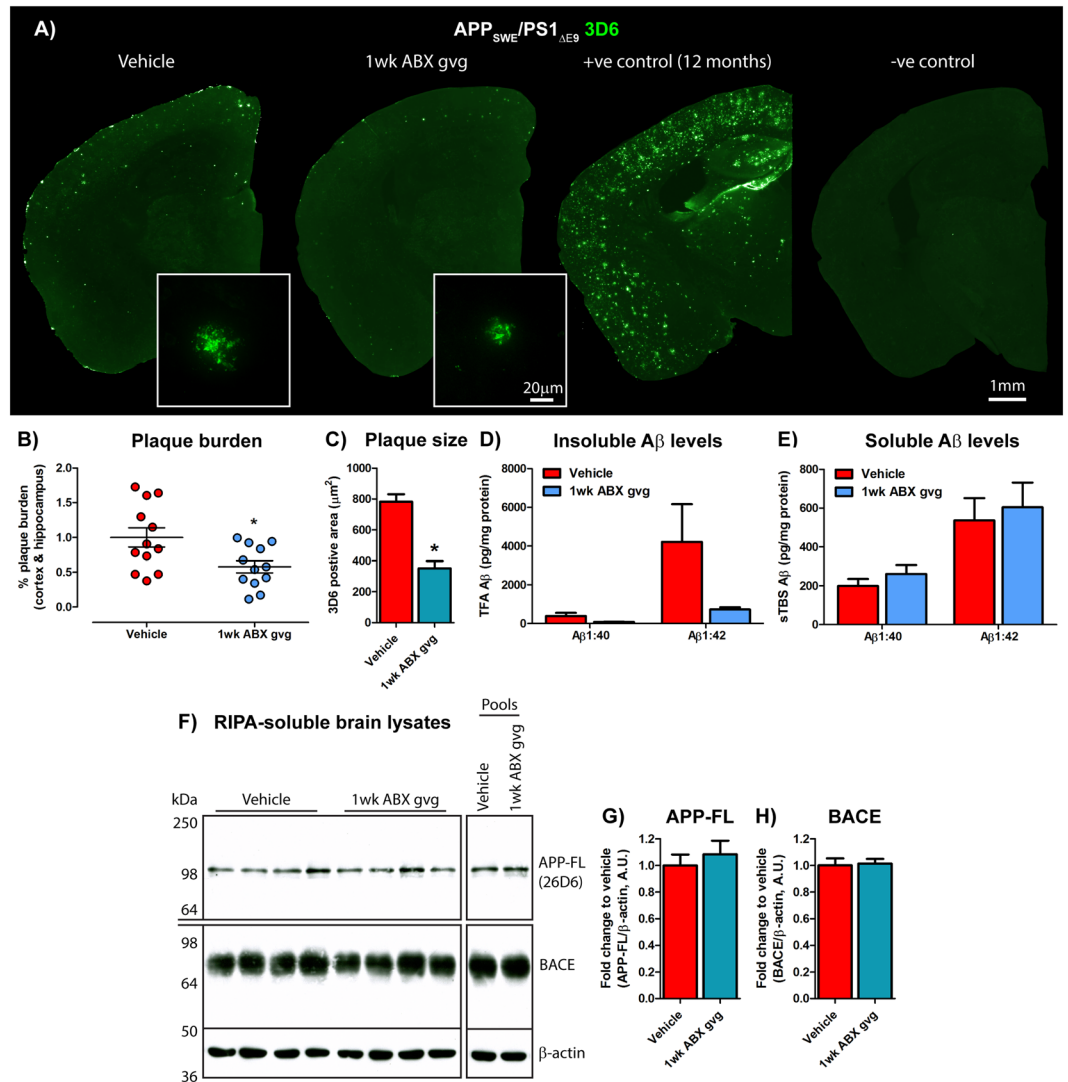 A)
APPSWE/PS1ΔE9 3D6
Vehicle
1wk ABX gvg
+ve control (12 months)
-ve control
20μm
1mm
B) Plaque burden
% plaque burden
(cortex & hippocampus)
2.0
1.5
1.0
0.5
0.0
*
Vehicle
1wk ABX gvg
C) Plaque size
3D6 postive area (μm²)
1000
800
600
400
200
0
*
Vehicle
1wk ABX gvg
D) Insoluble Aβ levels
TFA Aβ (pg/mg protein)
8000
6000
4000
2000
0
Vehicle
1wk ABX gvg
Aβ1:40
Aβ1:42
E) Soluble Aβ levels
sTBS Aβ (pg/mg protein)
800
600
400
200
0
Vehicle
1wk ABX gvg
Aβ1:40
Aβ1:42
F) RIPA-soluble brain lysates
Pools
Vehicle
1wk ABX gvg
kDa
Vehicle
1wk ABX gvg
250
98
64
APP-FL
(26D6)
98
64
BACE
50
36
β-actin
G) APP-FL
Fold change to vehicle
(APP-FL/β-actin, A.U.)
1.2
1.0
0.8
0.6
0.4
0.2
0.0
Vehicle
1wk ABX gvg
H) BACE
Fold change to vehicle
(BACE/β-actin, A.U.)
1.2
1.0
0.8
0.6
0.4
0.2
0.0
Vehicle
1wk ABX gvg